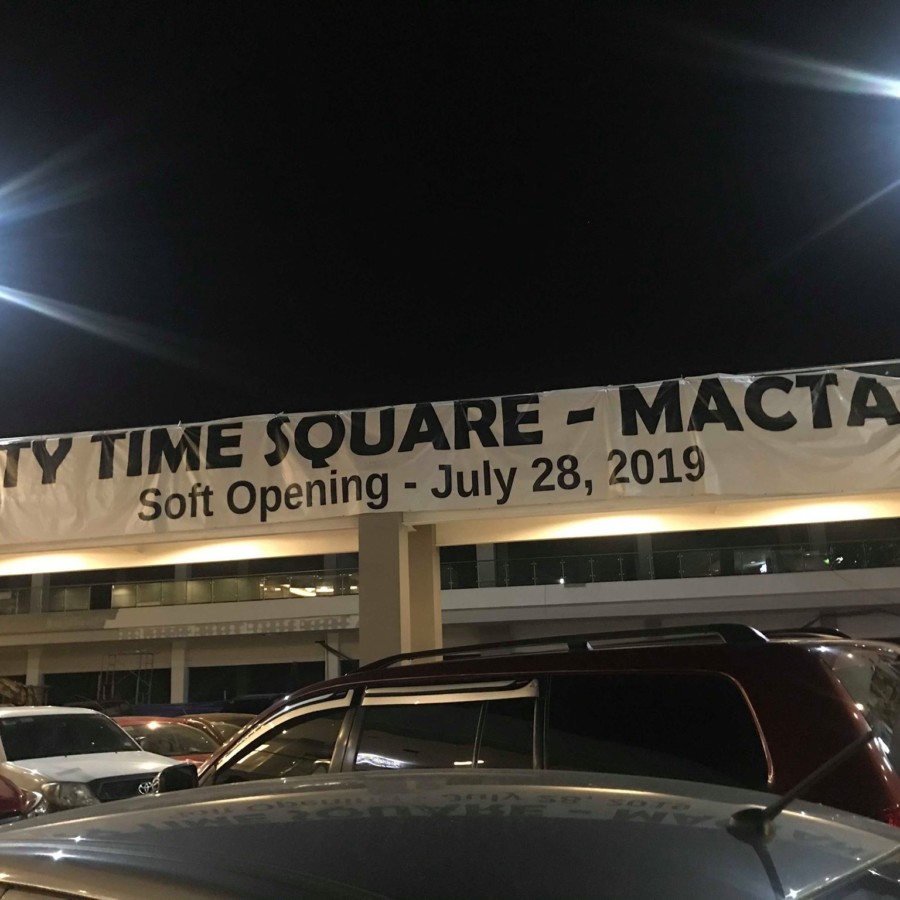 TY TIME SQUARE - MACTA
Soft Opening - July 28, 2019